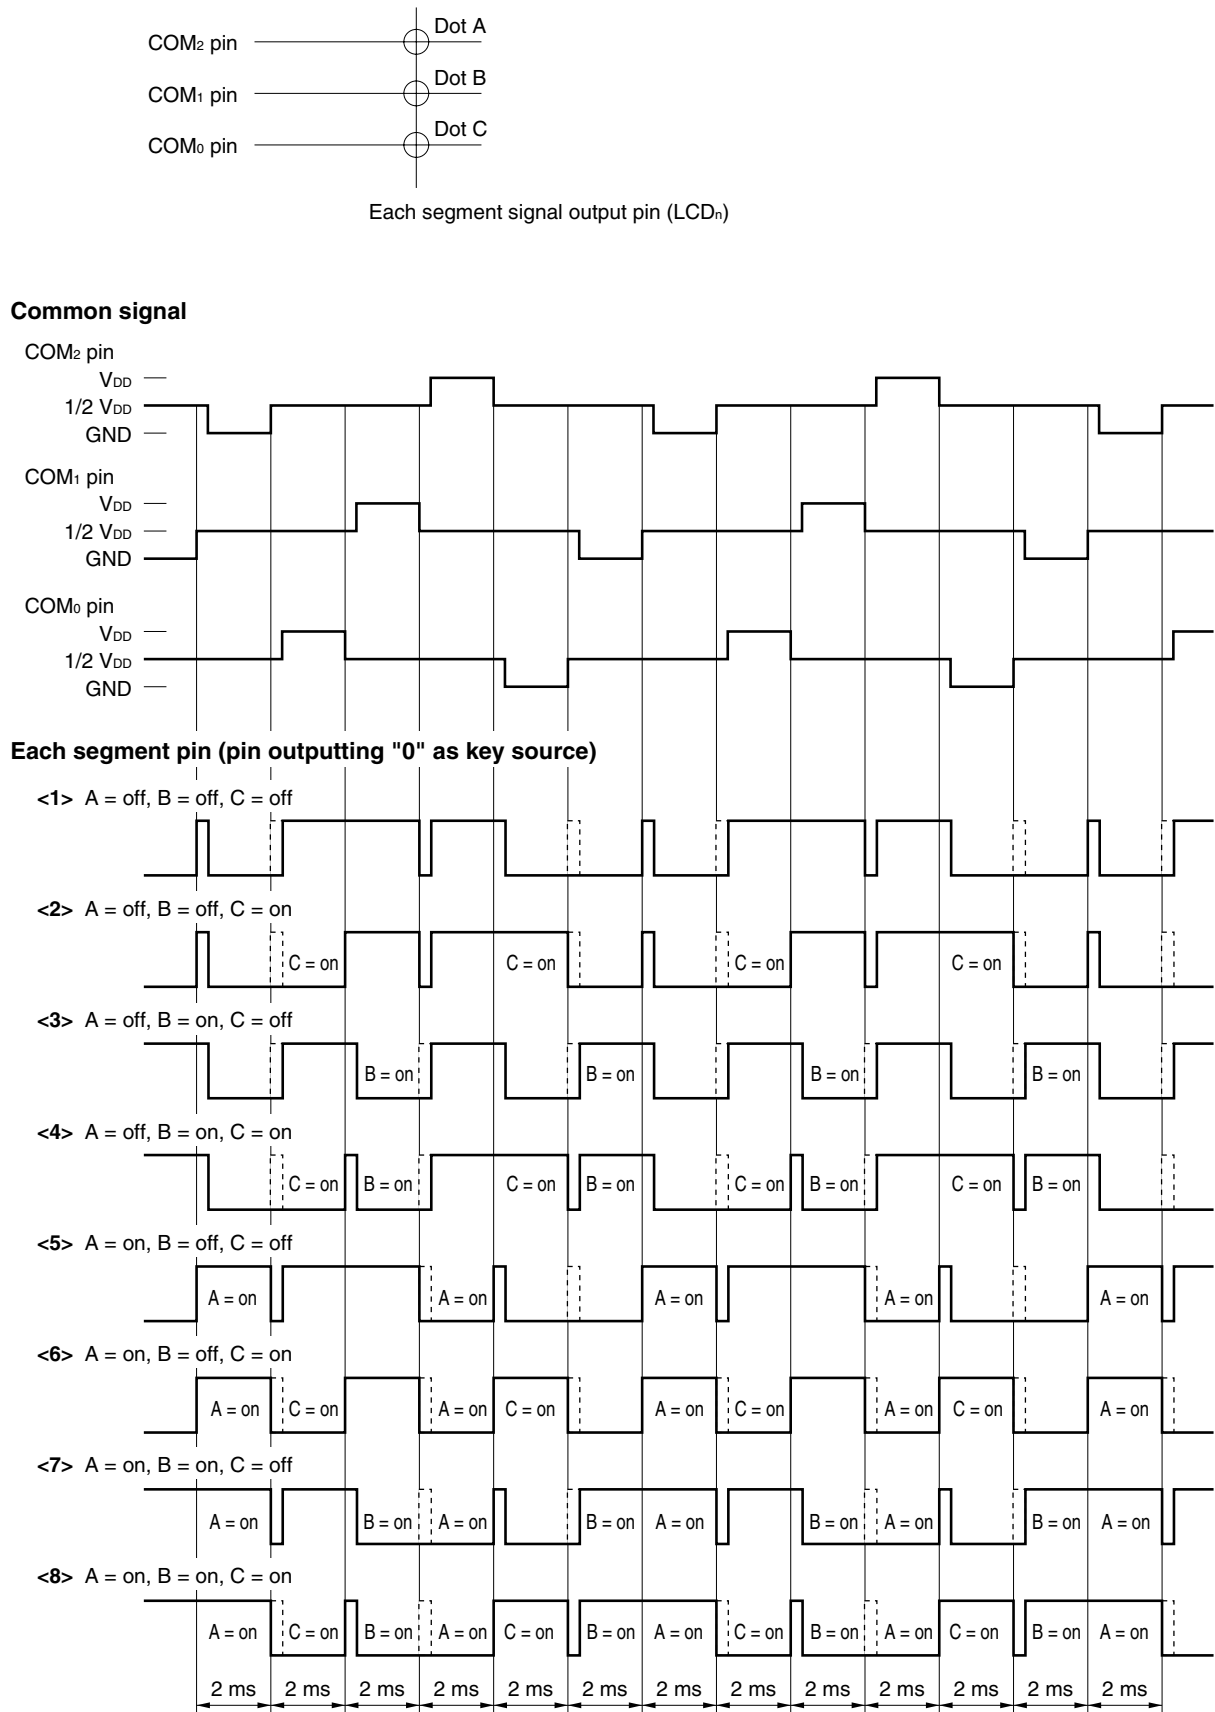 Dot A
COM₂ pin
Dot B
COM₁ pin
Dot C
COM₀ pin
Each segment signal output pin (LCDₙ)
Common signal
COM₂ pin
VDD
1/2 VDD
GND
COM₁ pin
VDD
1/2 VDD
GND
COM₀ pin
VDD
1/2 VDD
GND
Each segment pin (pin outputting "0" as key source)
<1> A = off, B = off, C = off
<2> A = off, B = off, C = on
C = on C = on C = on C = on
<3> A = off, B = on, C = off
B = on B = on B = on B = on
<4> A = off, B = on, C = on
C = on B = on C = on B = on C = on B = on C = on B = on
<5> A = on, B = off, C = off
A = on A = on A = on A = on A = on
<6> A = on, B = off, C = on
A = on C = on A = on C = on A = on C = on A = on C = on A = on
<7> A = on, B = on, C = off
A = on B = on A = on B = on A = on B = on A = on B = on A = on
<8> A = on, B = on, C = on
A = on C = on B = on A = on C = on B = on A = on C = on B = on A = on C = on B = on A = on
2 ms 2 ms 2 ms 2 ms 2 ms 2 ms 2 ms 2 ms 2 ms 2 ms 2 ms 2 ms 2 ms